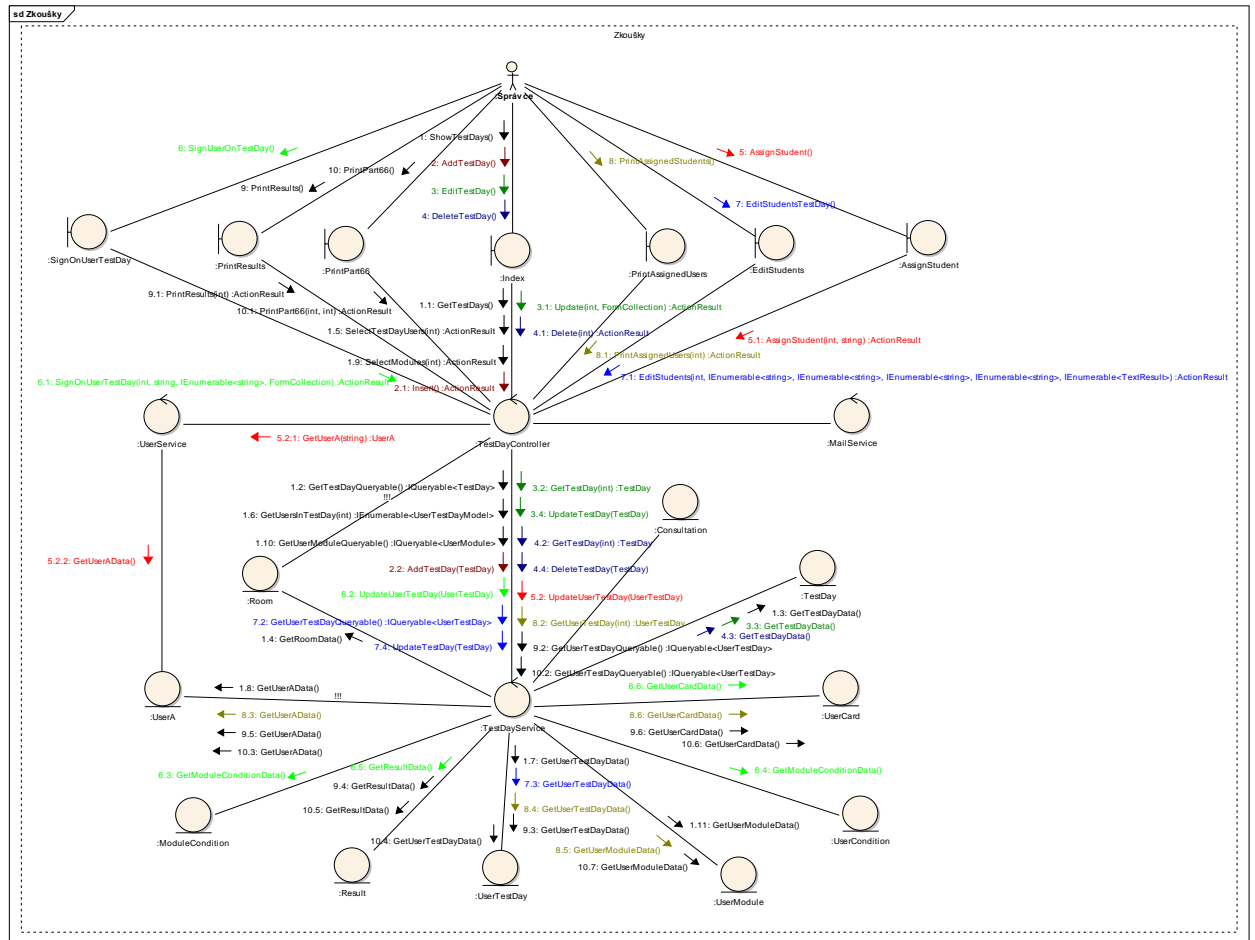 sd Zkoušky
Zkoušky
:Správce
1: ShowTestDays()
6: SignUserOnTestDay()
5: AssignStudent()
2: AddTestDay()
8: PrintAssignedStudents()
10: PrintPart66()
9: PrintResults()
3: EditTestDay()
7: EditStudentsTestDay()
4: DeleteTestDay()
:SignOnUserTestDay
:PrintResults
:PrintPart66
:Index
:PrintAssignedUsers
:EditStudents
:AssignStudent
9.1: PrintResults(int) :ActionResult
10.1: PrintPart66(int, int) :ActionResult
1.1: GetTestDays()
3.1: Update(int, FormCollection) :ActionResult
1.5: SelectTestDayUsers(int) :ActionResult
4.1: Delete(int) :ActionResult
5.1: AssignStudent(int, string) :ActionResult
8.1: PrintAssignedUsers(int) :ActionResult
1.9: SelectModules(int) :ActionResult
7.1: EditStudents(int, IEnumerable<string>, IEnumerable<string>, IEnumerable<string>, IEnumerable<string>, IEnumerable<TextResult>) :ActionResult
6.1: SignOnUserTestDay(int, string, IEnumerable<string>, FormCollection) :ActionResult
2.1: Insert() :ActionResult
:UserService
:TestDayController
:MailService
5.2.1: GetUserA(string) :UserA
1.2: GetTestDayQueryable() :IQueryable<TestDay>
3.2: GetTestDay(int) :TestDay
!!!
1.6: GetUsersInTestDay(int) :IEnumerable<UserTestDayModel>
3.4: UpdateTestDay(TestDay)
:Consultation
1.10: GetUserModuleQueryable() :IQueryable<UserModule>
4.2: GetTestDay(int) :TestDay
5.2.2: GetUserAData()
2.2: AddTestDay(TestDay)
4.4: DeleteTestDay(TestDay)
:Room
:TestDay
6.2: UpdateUserTestDay(UserTestDay)
5.2: UpdateUserTestDay(UserTestDay)
1.3: GetTestDayData()
7.2: GetUserTestDayQueryable() :IQueryable<UserTestDay>
8.2: GetUserTestDay(int) :UserTestDay
3.3: GetTestDayData()
4.3: GetTestDayData()
1.4: GetRoomData()
7.4: UpdateTestDay(TestDay)
9.2: GetUserTestDayQueryable() :IQueryable<UserTestDay>
10.2: GetUserTestDayQueryable() :IQueryable<UserTestDay>
1.8: GetUserAData()
!!!
6.6: GetUserCardData()
:UserA
:UserCard
8.3: GetUserAData()
8.6: GetUserCardData()
:TestDayService
9.5: GetUserAData()
9.6: GetUserCardData()
10.3: GetUserAData()
10.6: GetUserCardData()
6.3: GetModuleConditionData()
6.5: GetResultData()
1.7: GetUserTestDayData()
6.4: GetModuleConditionData()
9.4: GetResultData()
7.3: GetUserTestDayData()
10.5: GetResultData()
8.4: GetUserTestDayData()
1.11: GetUserModuleData()
9.3: GetUserTestDayData()
:ModuleCondition
10.4: GetUserTestDayData()
8.5: GetUserModuleData()
:UserCondition
10.7: GetUserModuleData()
:Result
:UserTestDay
:UserModule